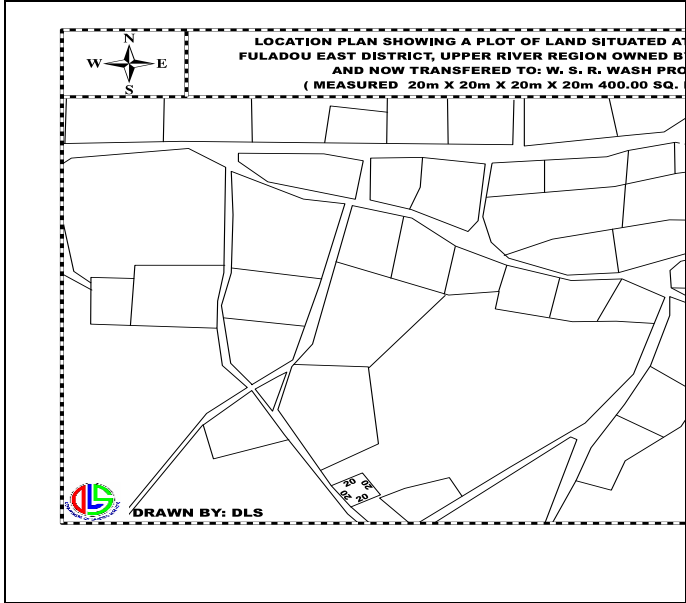 N
W E
S
LOCATION PLAN SHOWING A PLOT OF LAND SITUATED AT
FULADOU EAST DISTRICT, UPPER RIVER REGION OWNED B
AND NOW TRANSFERED TO: W. S. R. WASH PRO
( MEASURED 20m X 20m X 20m X 20m 400.00 SQ.
20 20
20 20
DLS
DRAWN BY: DLS